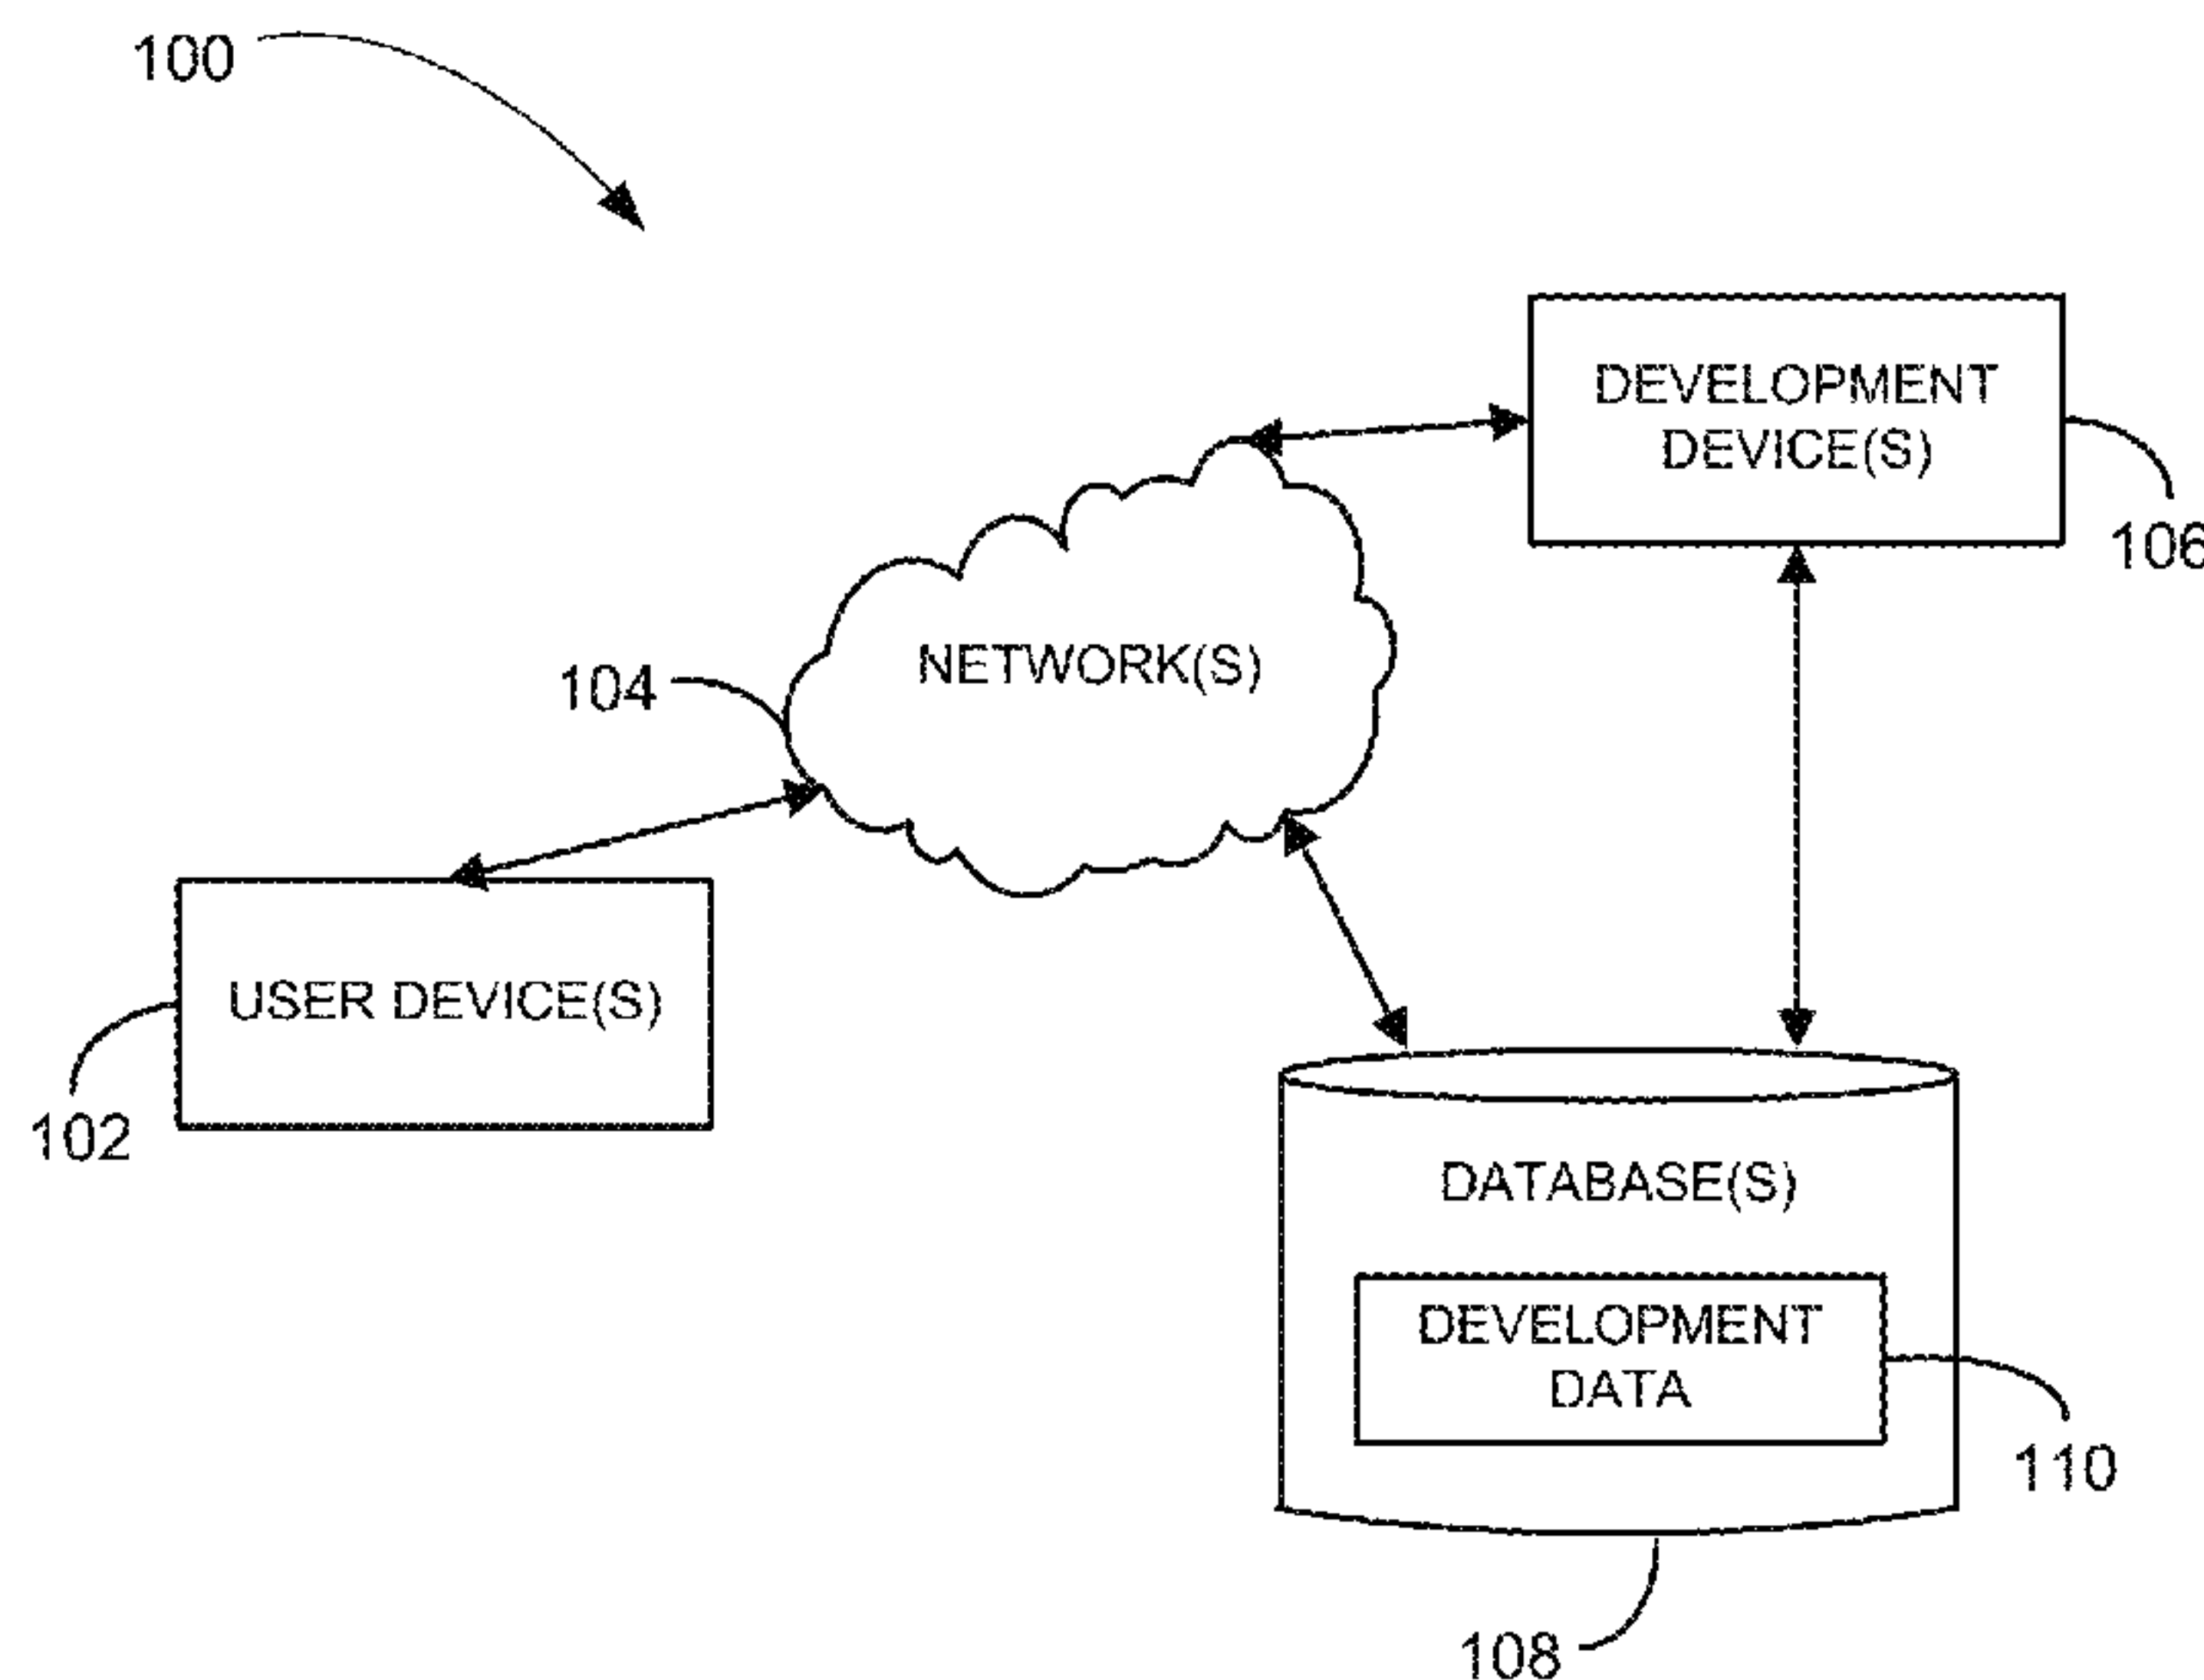 100
DEVELOPMENT
DEVICE(S)
106
NETWORK(S)
104
USER DEVICE(S)
102
DATABASE(S)
DEVELOPMENT
DATA
110
108